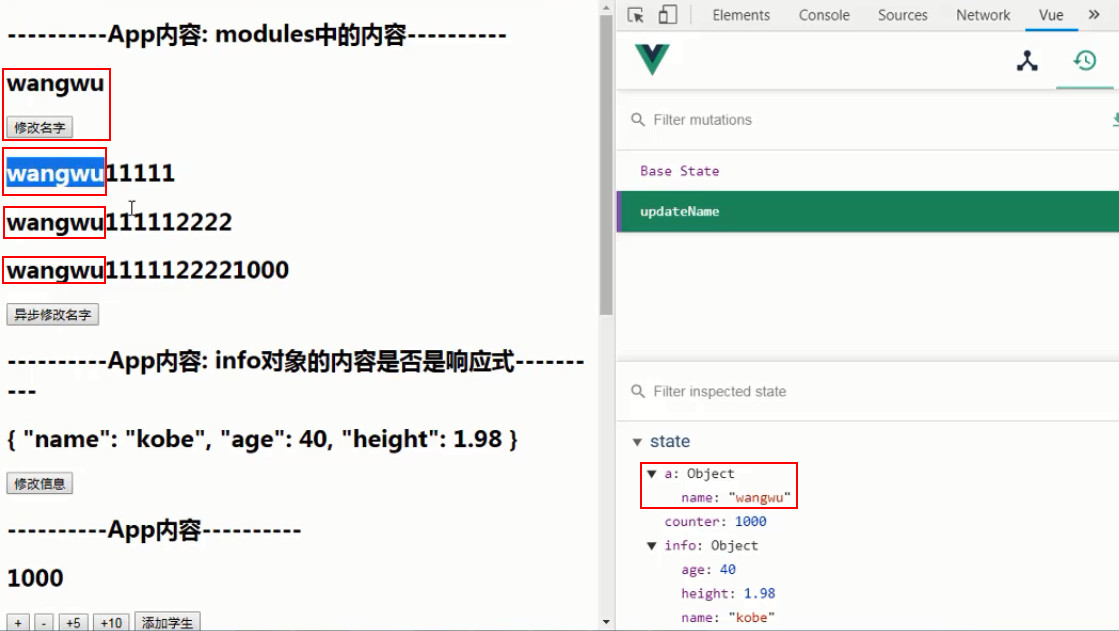 ----------App内容: modules中的内容----------
wangwu
修改名字
wangwu11111
wangwu111112222
wangwu1111122221000
异步修改名字
----------App内容: info对象的内容是否是响应式-------
---
{ "name": "kobe", "age": 40, "height": 1.98 }
修改信息
----------App内容----------
1000
+ - +5 +10 添加学生
Elements Console Sources Network Vue »
Filter mutations
Base State
updateName
Filter inspected state
▼ state
▼ a: Object
name: "wangwu"
counter: 1000
▼ info: Object
age: 40
height: 1.98
name: "kobe"